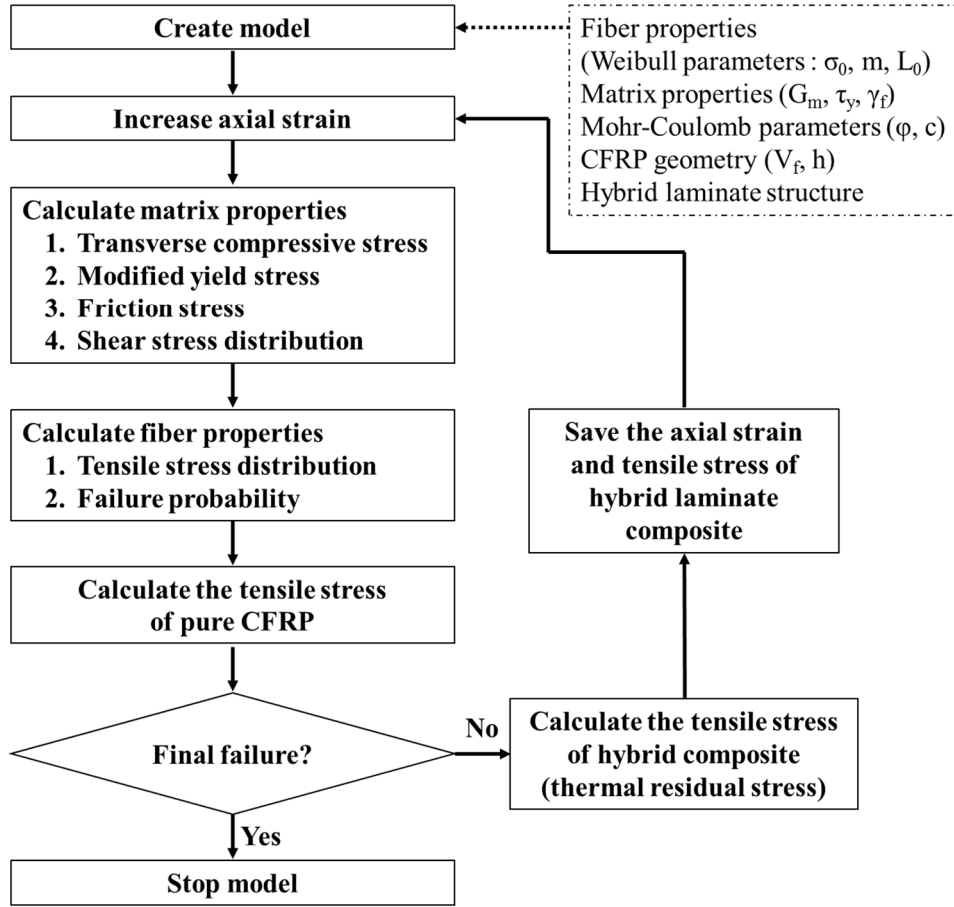 Create model
Fiber properties
(Weibull parameters : σ₀, m, L₀)
Matrix properties (Gₘ, τy, γf)
Mohr-Coulomb parameters (φ, c)
CFRP geometry (Vf, h)
Hybrid laminate structure
Increase axial strain
Calculate matrix properties
1. Transverse compressive stress
2. Modified yield stress
3. Friction stress
4. Shear stress distribution
Calculate fiber properties
1. Tensile stress distribution
2. Failure probability
Calculate the tensile stress
of pure CFRP
Final failure?
No
Calculate the tensile stress
of hybrid composite
(thermal residual stress)
Save the axial strain
and tensile stress of
hybrid laminate
composite
Yes
Stop model